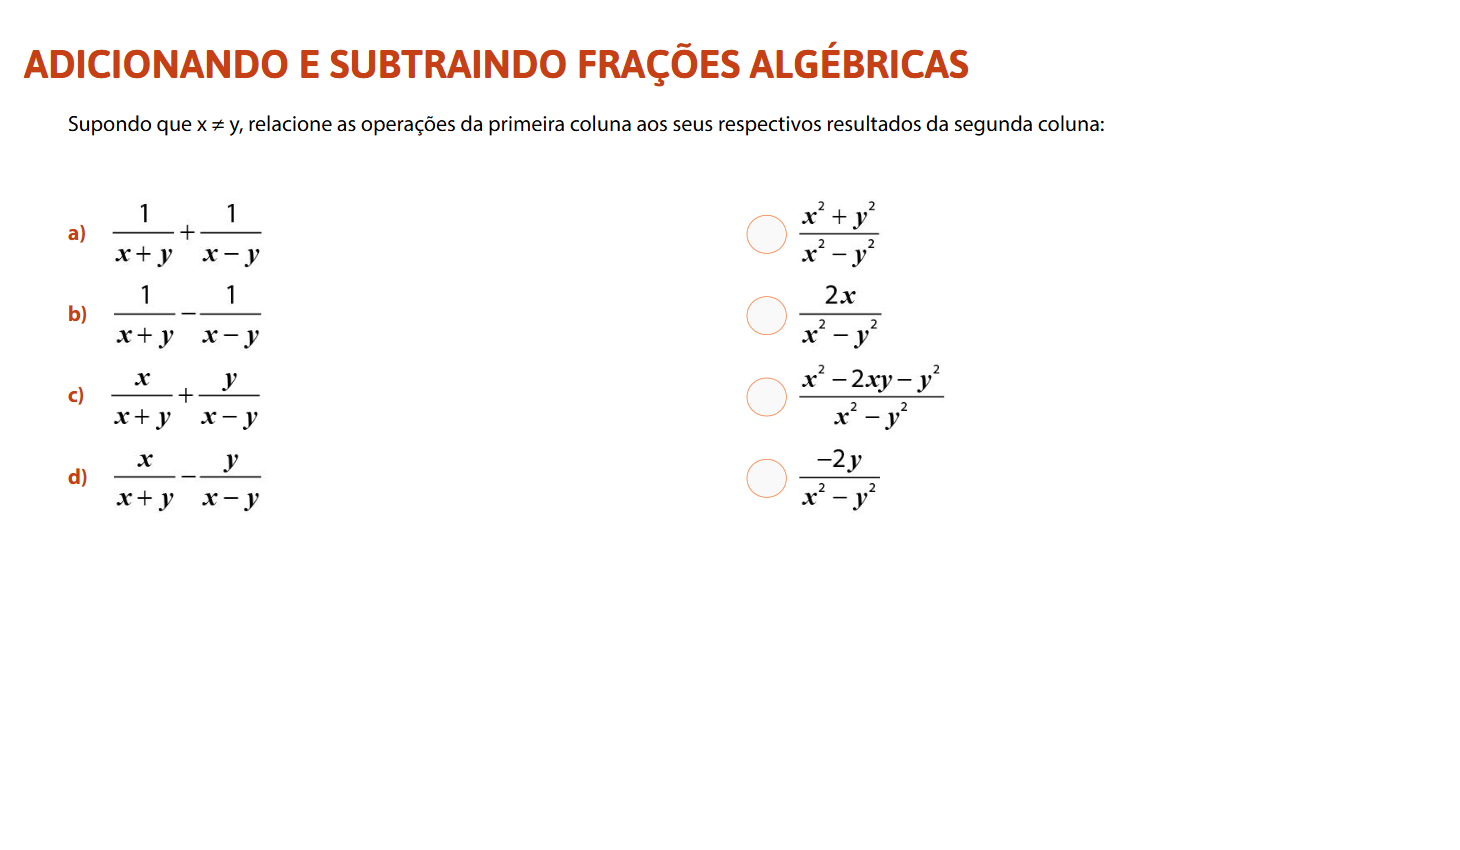 ADICIONANDO E SUBTRAINDO FRAÇÕES ALGÉBRICAS
Supondo que x ≠ y, relacione as operações da primeira coluna aos seus respectivos resultados da segunda coluna:
a) \frac{1}{x+y} + \frac{1}{x-y}
\frac{x^2+y^2}{x^2-y^2}
b) \frac{1}{x+y} - \frac{1}{x-y}
\frac{2x}{x^2-y^2}
c) \frac{x}{x+y} + \frac{y}{x-y}
\frac{x^2-2xy-y^2}{x^2-y^2}
d) \frac{x}{x+y} - \frac{y}{x-y}
\frac{-2y}{x^2-y^2}